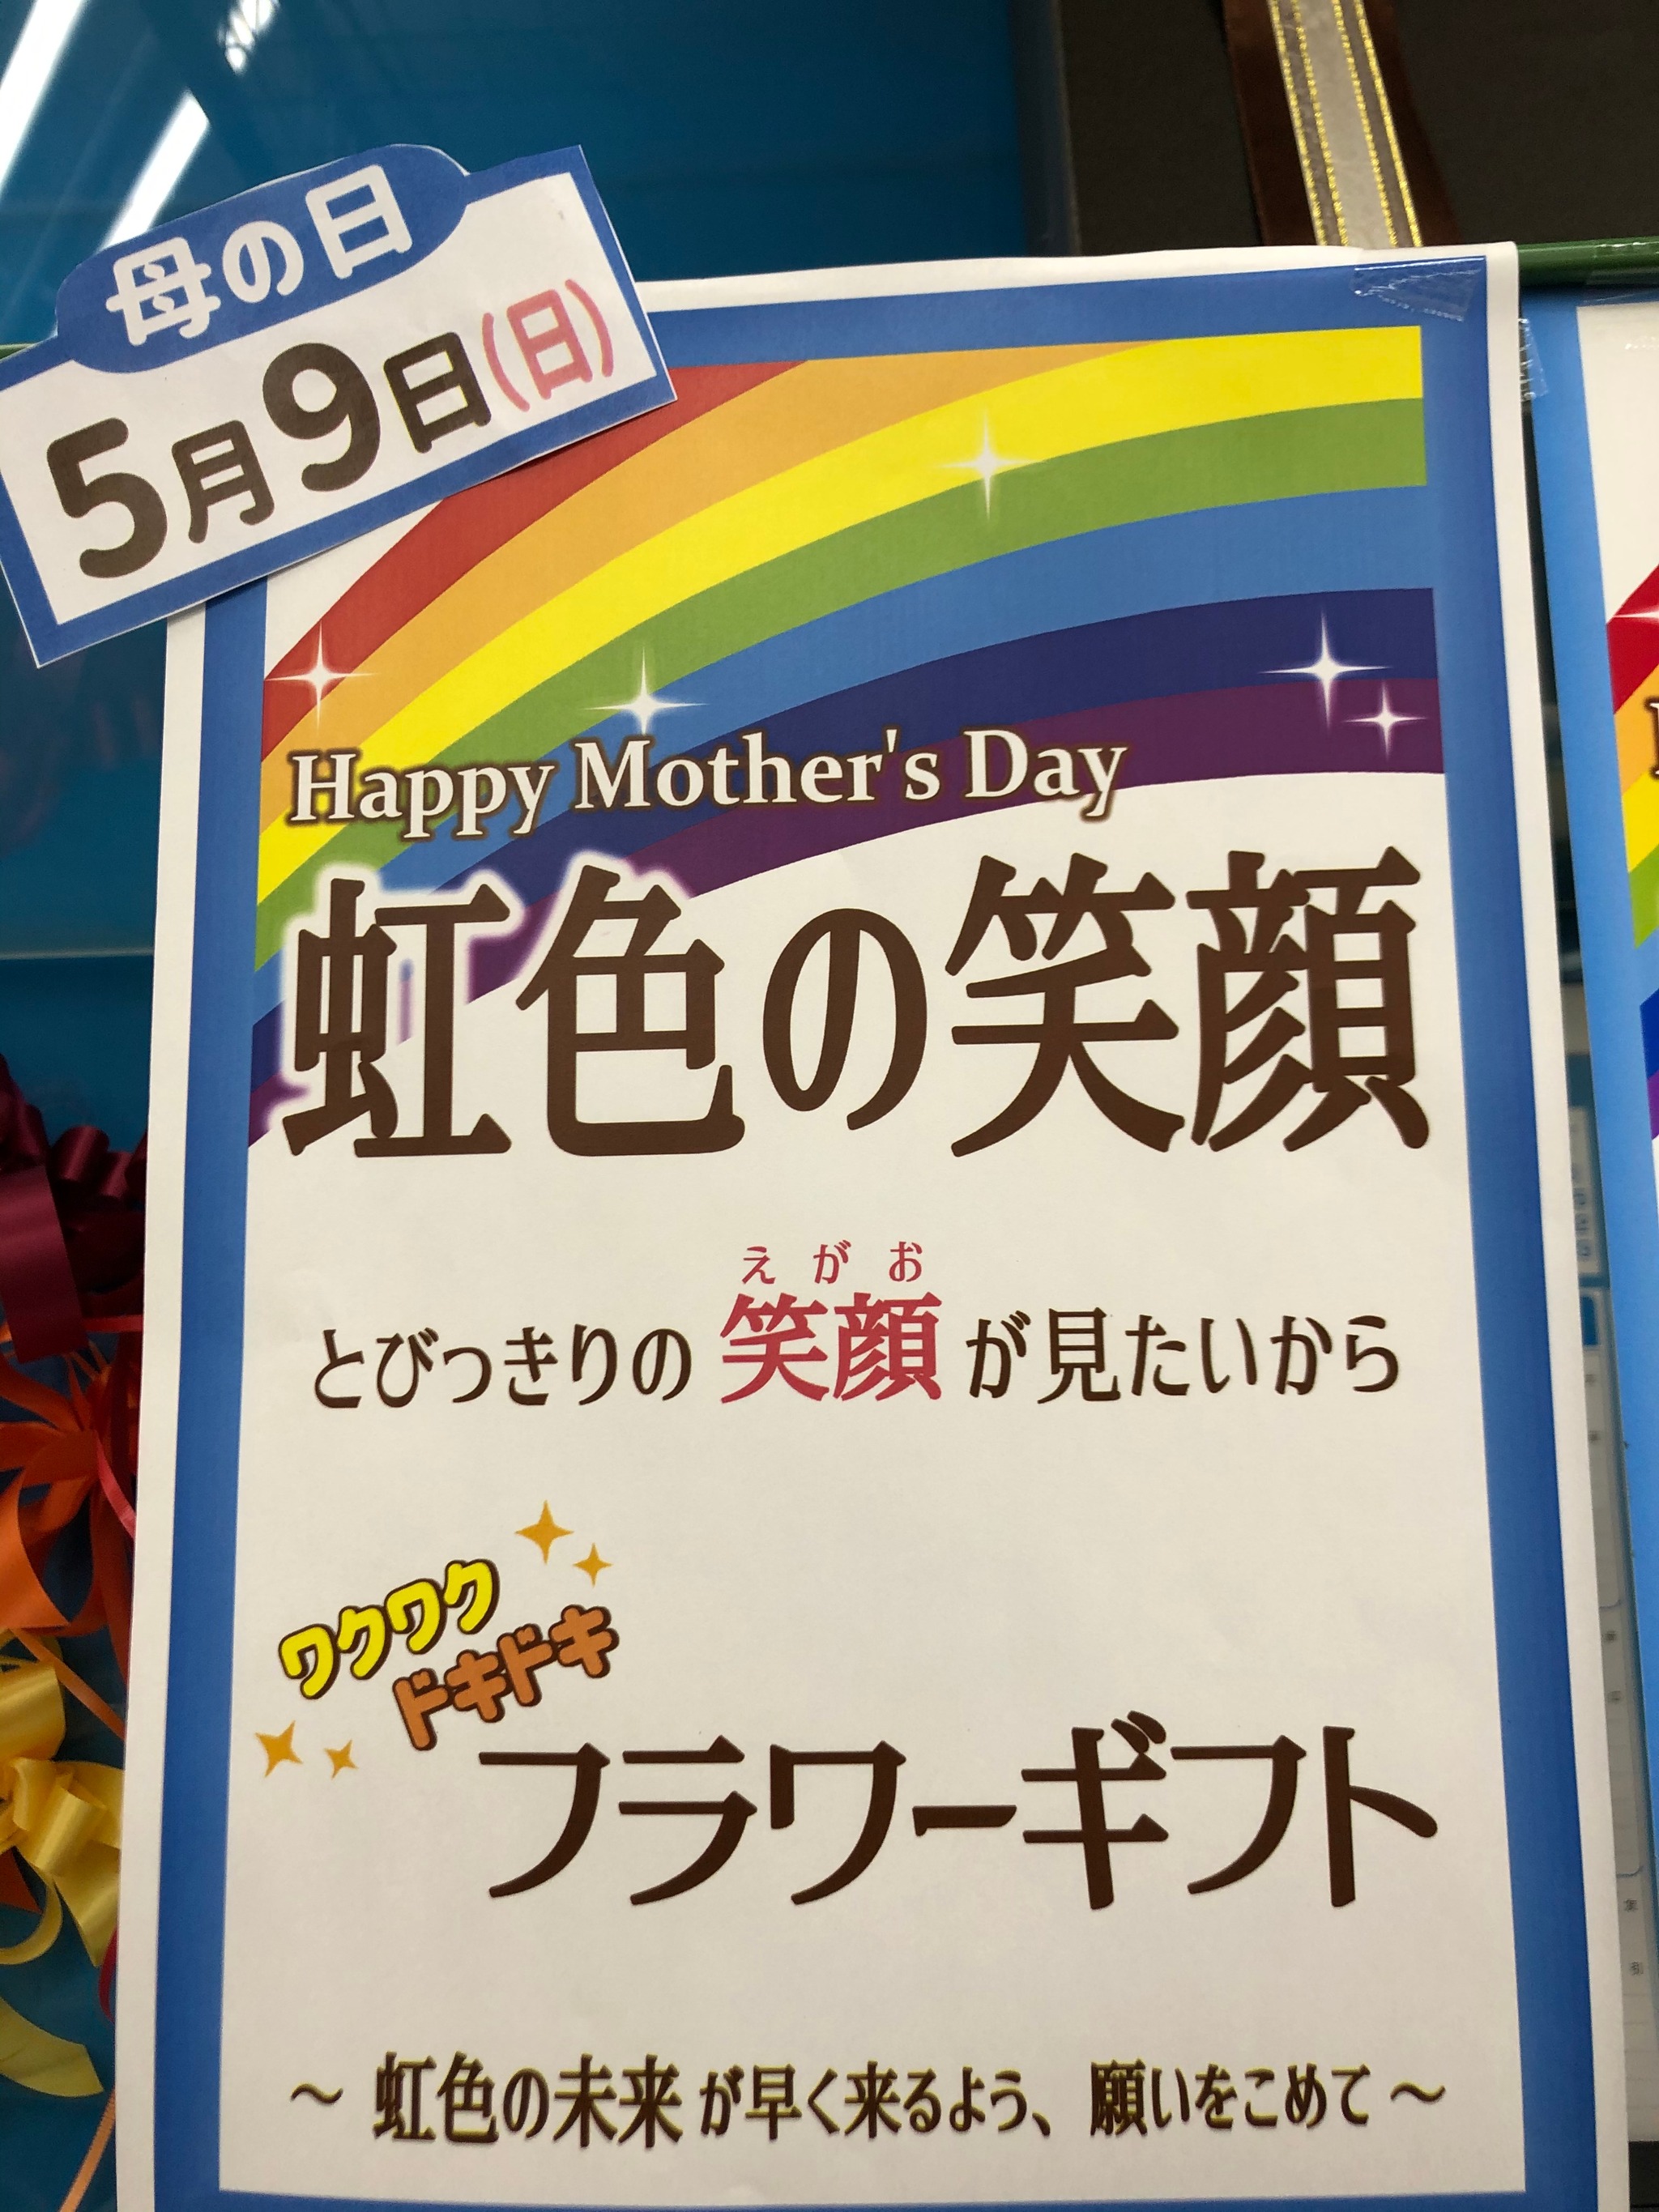 母の日
5月9日(日)
Happy Mother's Day
虹色の笑顔
えがお
とびっきりの笑顔が見たいから
ワクワク
ドキドキ
フラワーギフト
～虹色の未来が早く来るよう、願いをこめて～